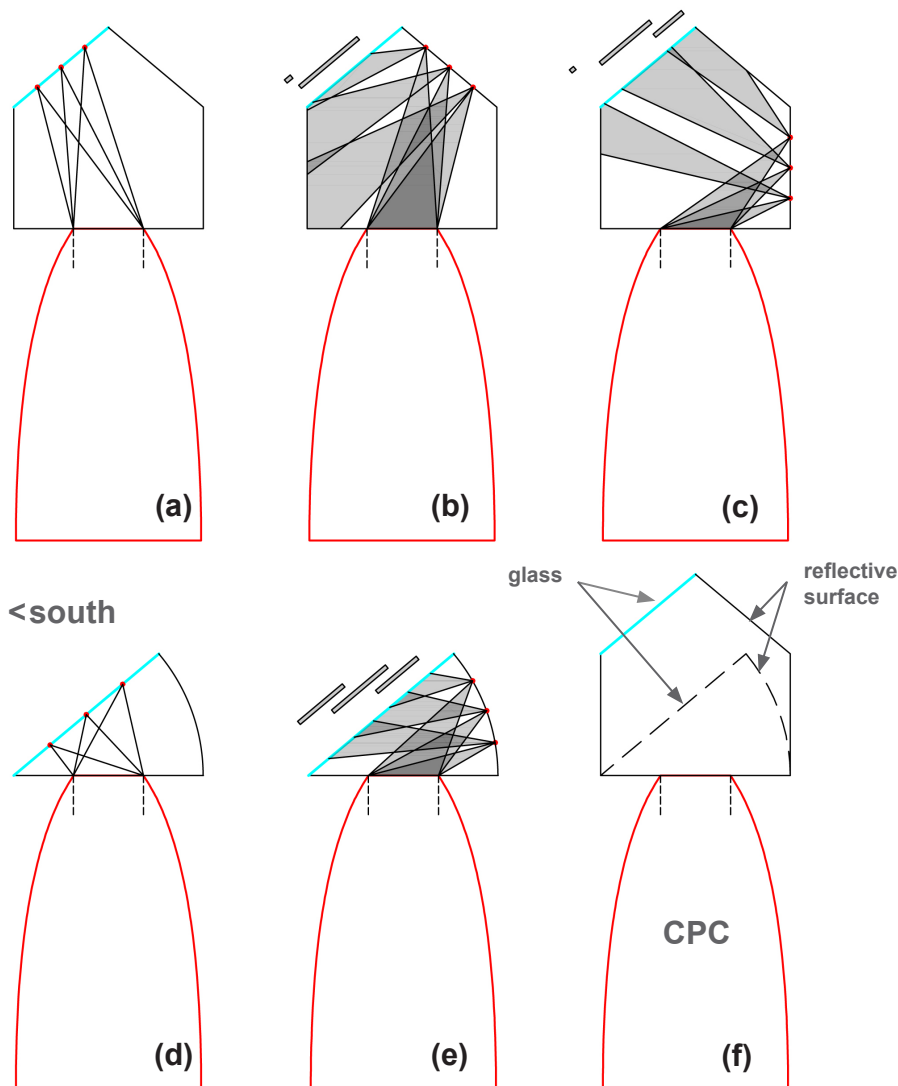 (a)
(b)
(c)
glass
reflective
surface
<south
CPC
(d)
(e)
(f)